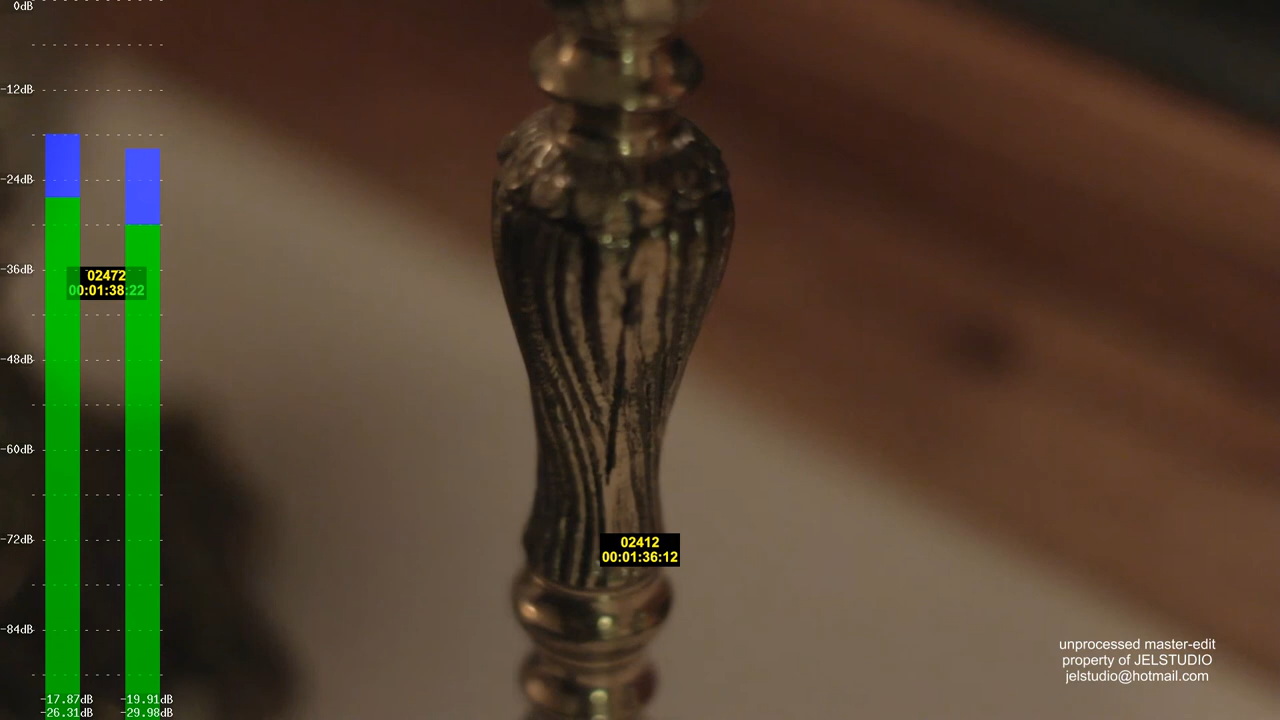 0dB
-12dB
-24dB
-36dB
02472
00:01:38:22
-48dB
-60dB
-72dB
02412
00:01:36:12
-84dB
unprocessed master-edit
property of JELSTUDIO
jelstudio@hotmail.com
-17.87dB -19.91dB
-26.31dB -29.98dB